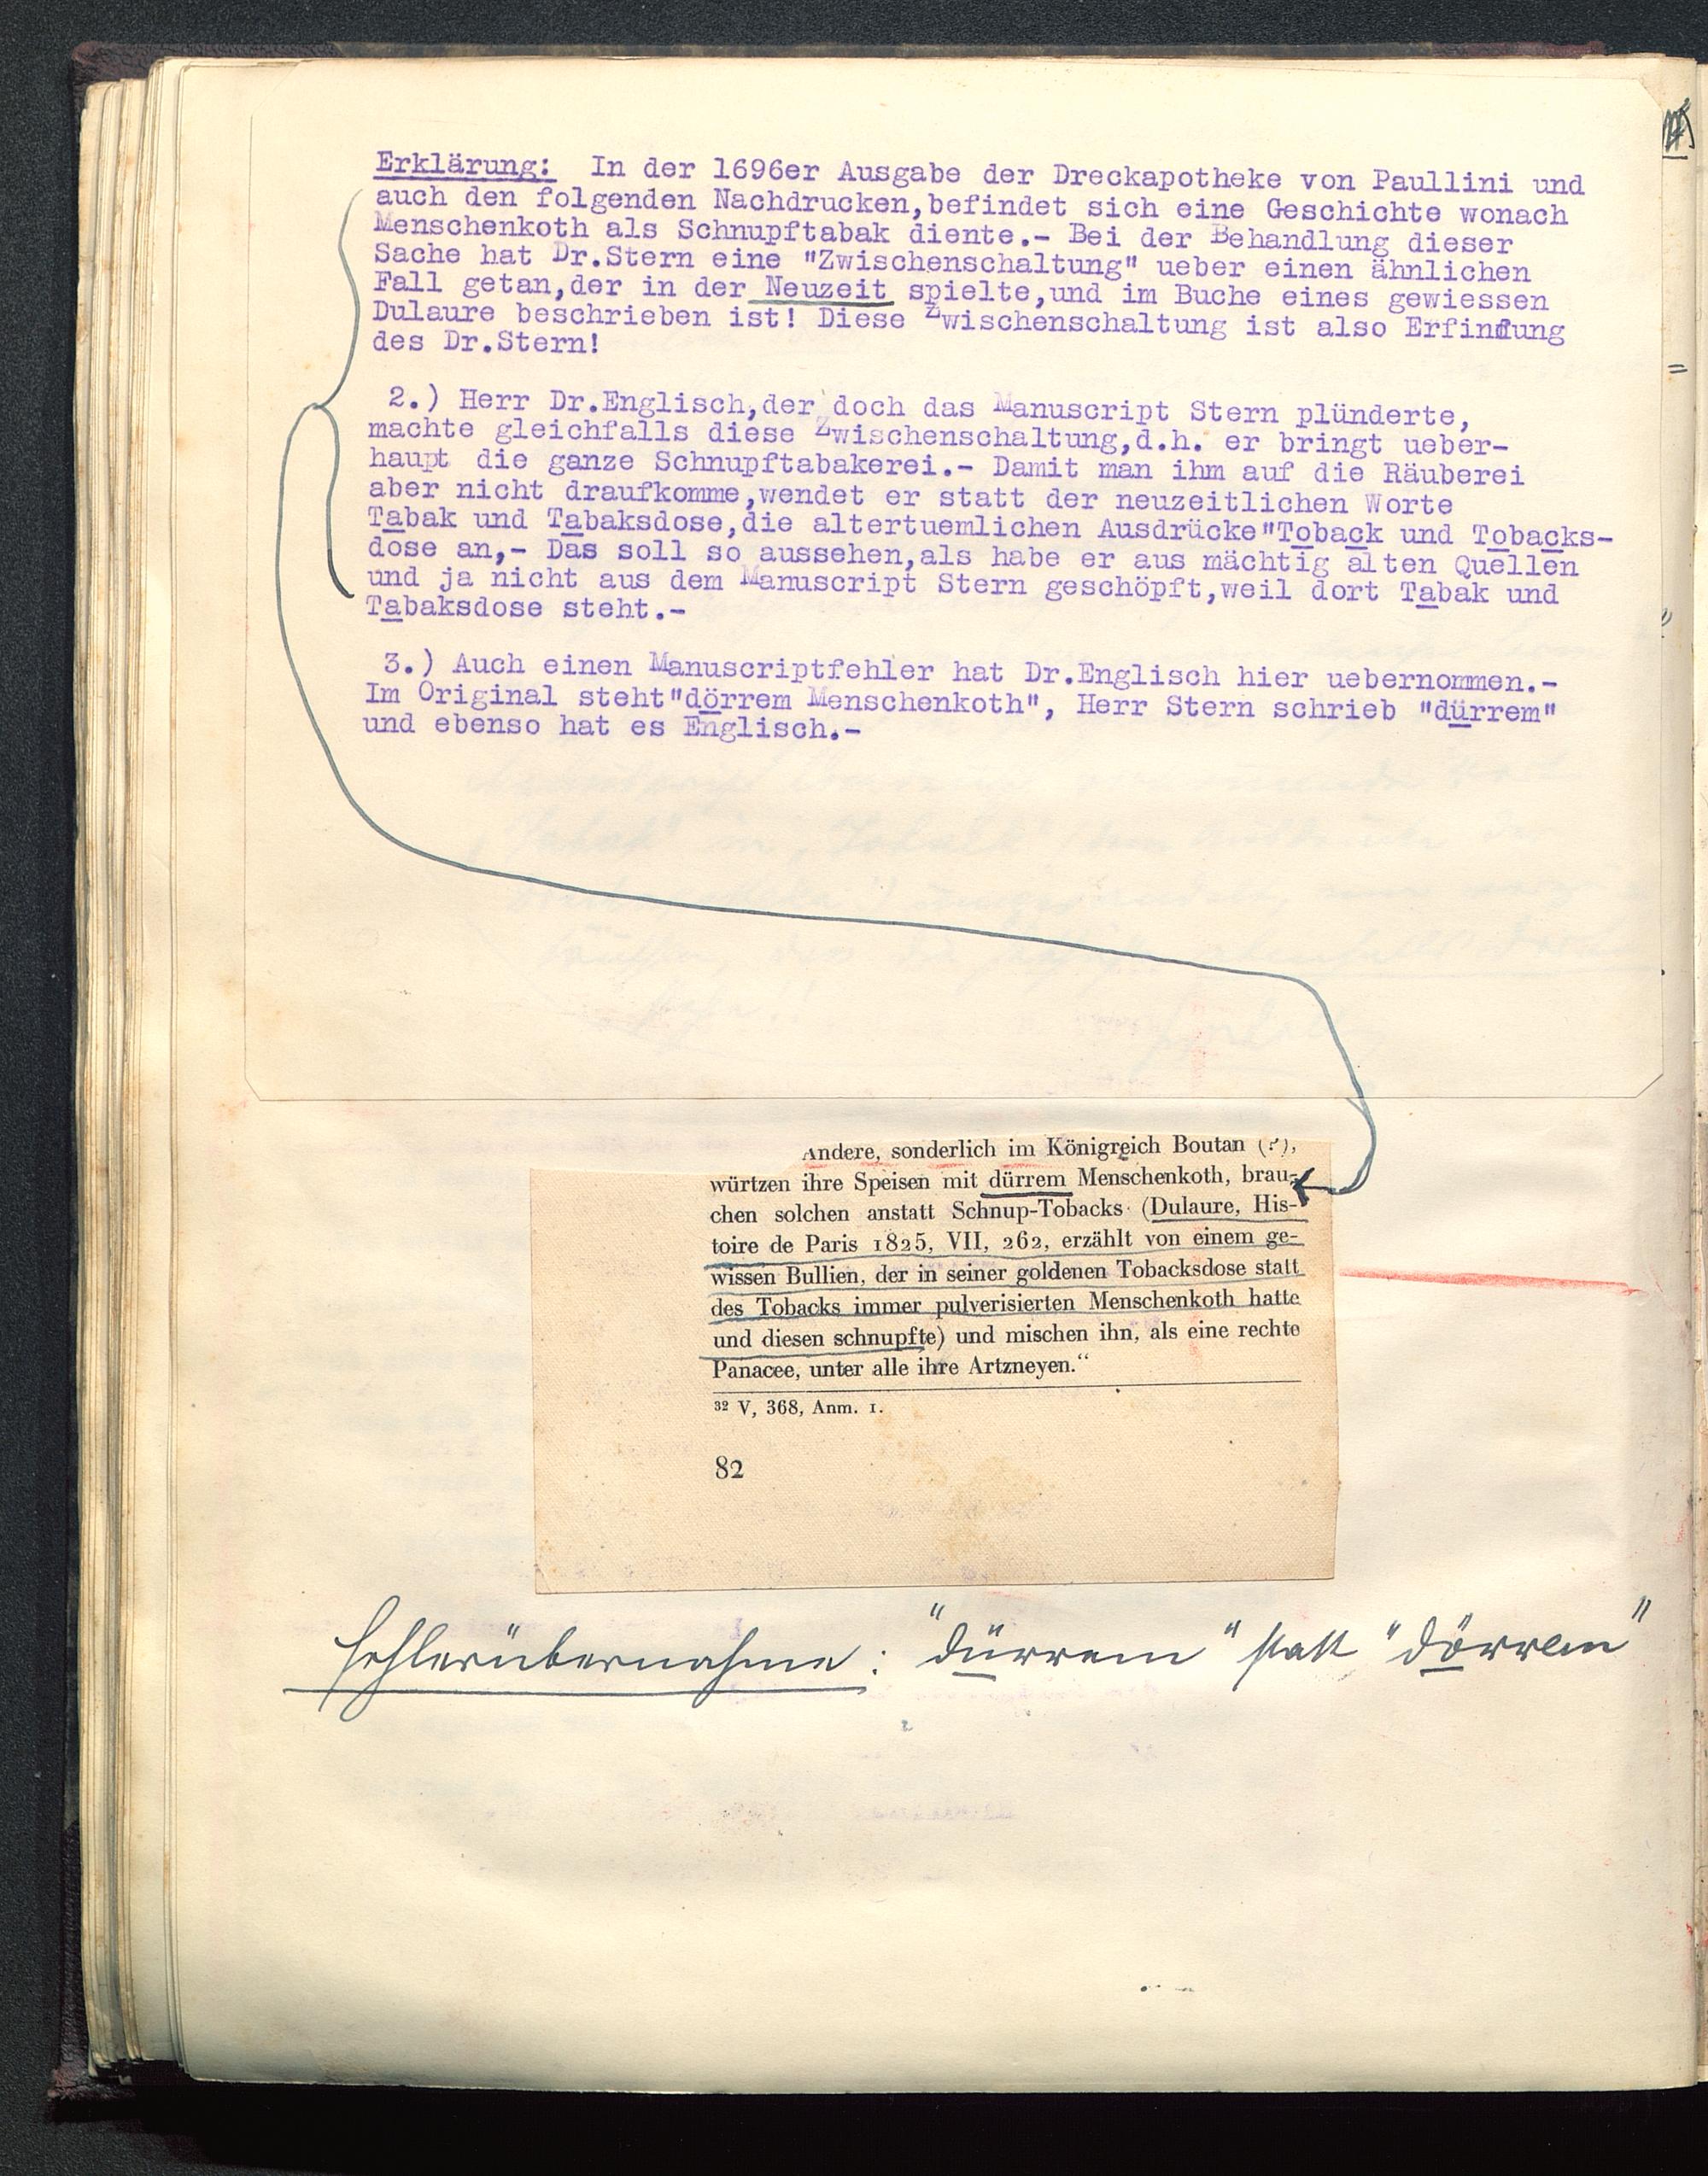 Erklärung: In der 1696er Ausgabe der Dreckapotheke von Paullini und
auch den folgenden Nachdrucken,befindet sich eine Geschichte wonach
Menschenkoth als Schnupftabak diente.- Bei der Behandlung dieser
Sache hat Dr.Stern eine "Zwischenschaltung" ueber einen ähnlichen
Fall getan,der in der Neuzeit spielte,und im Buche eines gewiessen
Dulaure beschrieben ist! Diese Zwischenschaltung ist also Erfindung
des Dr.Stern!
2.) Herr Dr.Englisch,der doch das Manuscript Stern plünderte,
machte gleichfalls diese Zwischenschaltung,d.h. er bringt ueber-
haupt die ganze Schnupftabakerei.- Damit man ihm auf die Räuberei
aber nicht draufkomme,wendet er statt der neuzeitlichen Worte
Tabak und Tabaksdose,die altertuemlichen Ausdrücke"Toback und Tobacks-
dose an,- Das soll so aussehen,als habe er aus mächtig alten Quellen
und ja nicht aus dem Manuscript Stern geschöpft,weil dort Tabak und
Tabaksdose steht.-
3.) Auch einen Manuscriptfehler hat Dr.Englisch hier uebernommen.-
Im Original steht"dörrem Menschenkoth", Herr Stern schrieb "dürrem"
und ebenso hat es Englisch.-
Andere, sonderlich im Königreich Boutan (?),
würtzen ihre Speisen mit dürrem Menschenkoth, brau-
chen solchen anstatt Schnup-Tobacks (Dulaure, His-
toire de Paris 1825, VII, 262, erzählt von einem ge-
wissen Bullien, der in seiner goldenen Tobacksdose statt
des Tobacks immer pulverisierten Menschenkoth hatte
und diesen schnupfte) und mischen ihn, als eine rechte
Panacee, unter alle ihre Artzneyen.“
32 V, 368, Anm. 1.
82
Fehlerübernahme: "dürrem" statt "dörrem"